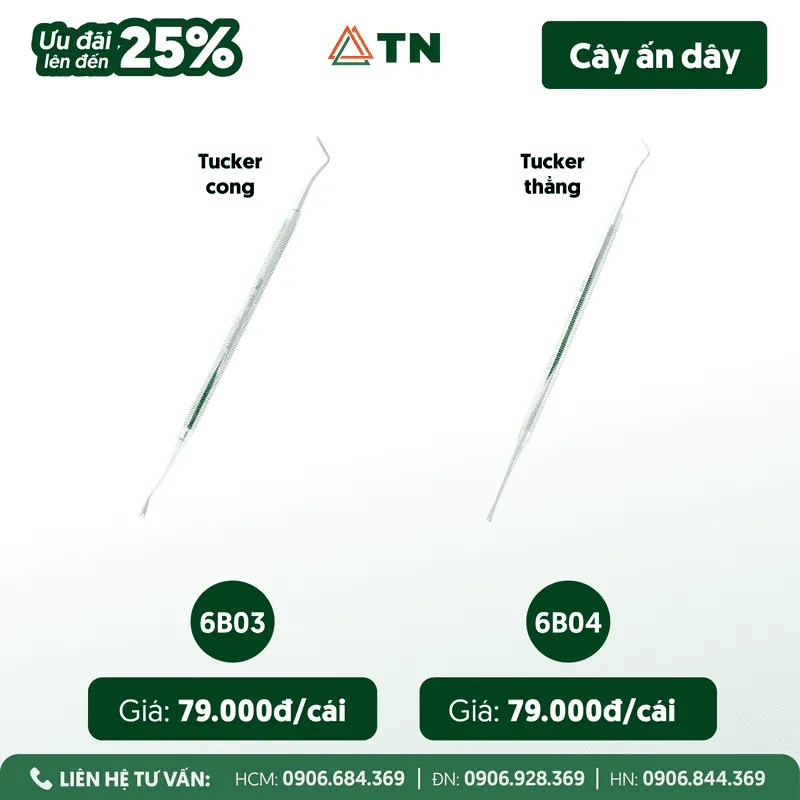 Ưu đãi
lên đến 25%
TN
Cây ấn dây
Tucker
cong
Tucker
thẳng
6B03
6B04
Giá: 79.000đ/cái
Giá: 79.000đ/cái
LIÊN HỆ TƯ VẤN: HCM: 0906.684.369 | ĐN: 0906.928.369 | HN: 0906.844.369